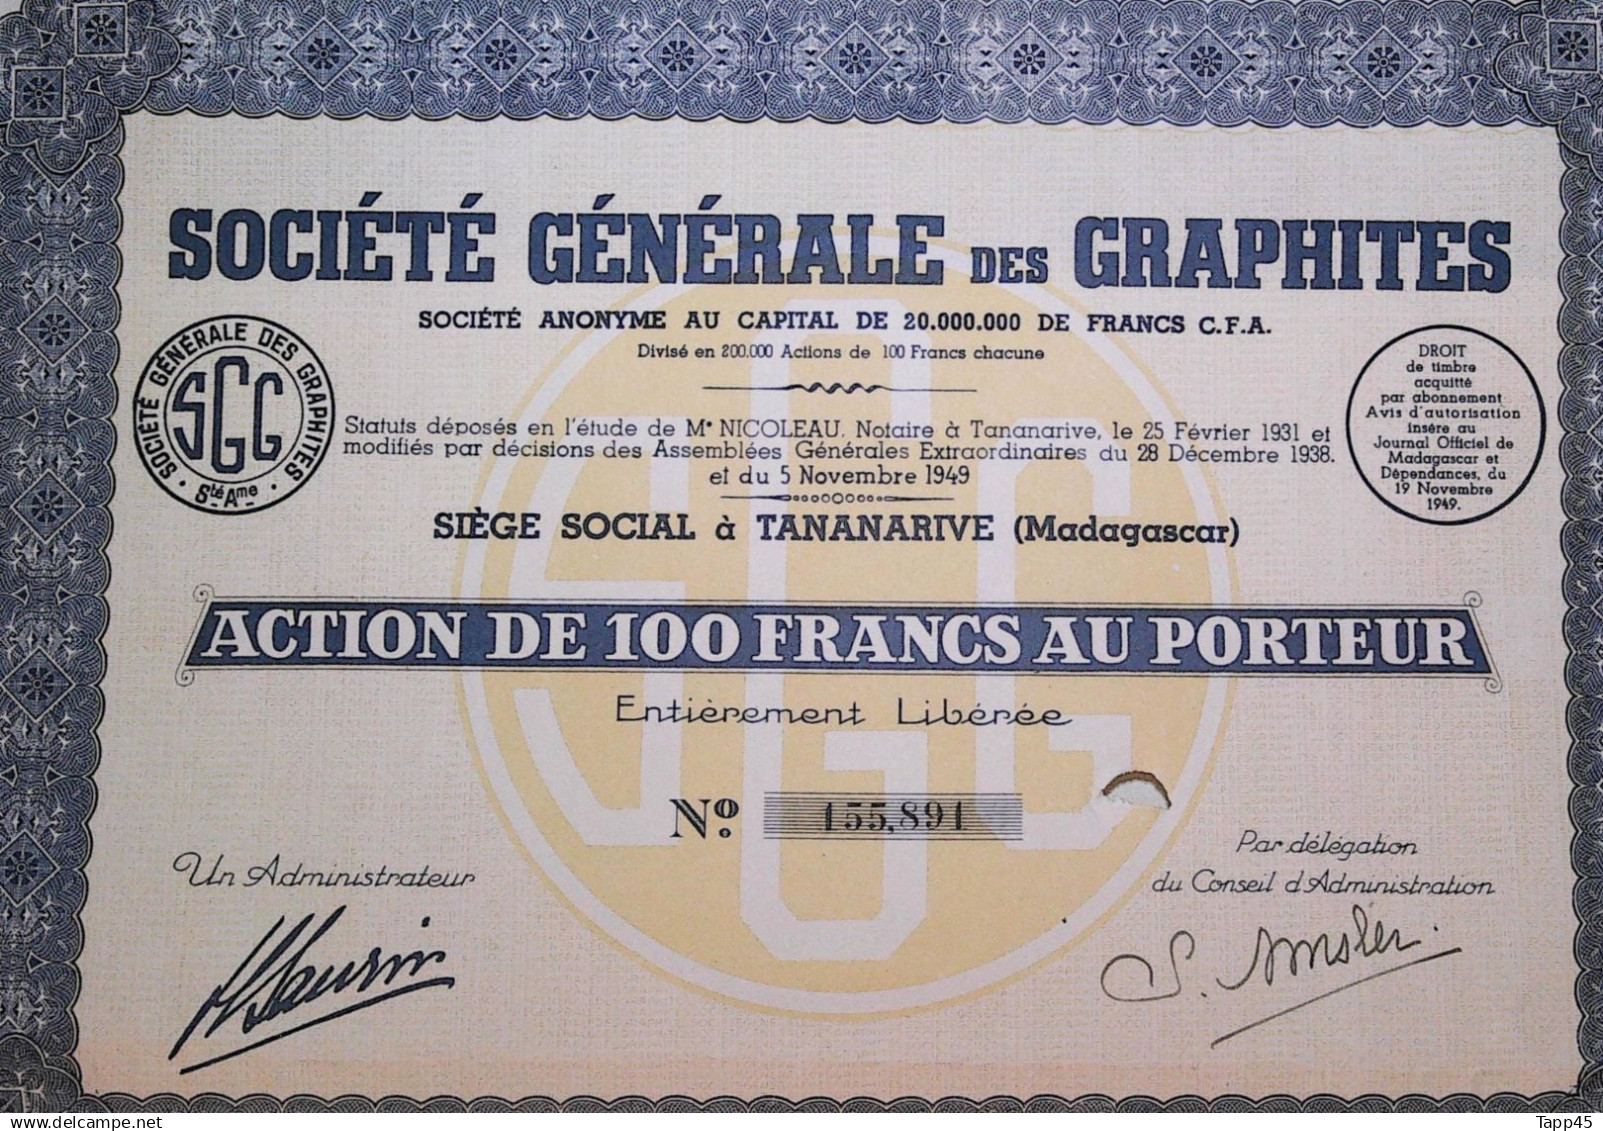 SOCIÉTÉ GÉNÉRALE DES GRAPHITES
SOCIÉTÉ ANONYME AU CAPITAL DE 20.000.000 DE FRANCS C.F.A.
Divisé en 200.000 Actions de 100 Francs chacune
SOCIÉTÉ GÉNÉRALE DES GRAPHITES
SGG
Sté Ame
DROIT
de timbre
acquitté
par abonnement
Avis d'autorisation
insére au
Journal Officiel de
Madagascar et
Dépendances, du
19 Novembre
1949.
Statuts déposés en l'étude de Me NICOLEAU, Notaire à Tananarive, le 25 Février 1931 et
modifiés par décisions des Assemblées Générales Extraordinaires du 28 Décembre 1938.
et du 5 Novembre 1949
SIÈGE SOCIAL à TANANARIVE (Madagascar)
SGG
ACTION DE 100 FRANCS AU PORTEUR
Entièrement Libérée
No. 155,891
Un Administrateur
Par délégation
du Conseil d'Administration
delcampe.net
Tapp45